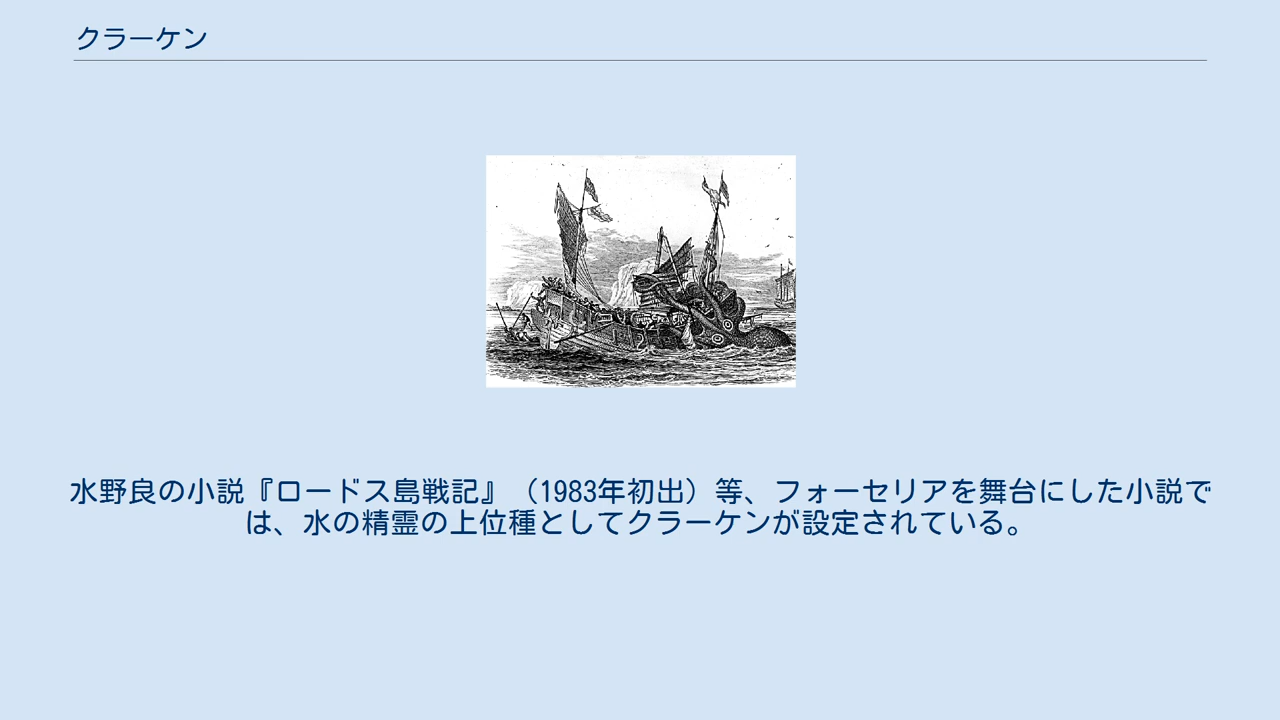 クラーケン
水野良の小説『ロードス島戦記』（1983年初出）等、フォーセリアを舞台にした小説で
は、水の精霊の上位種としてクラーケンが設定されている。